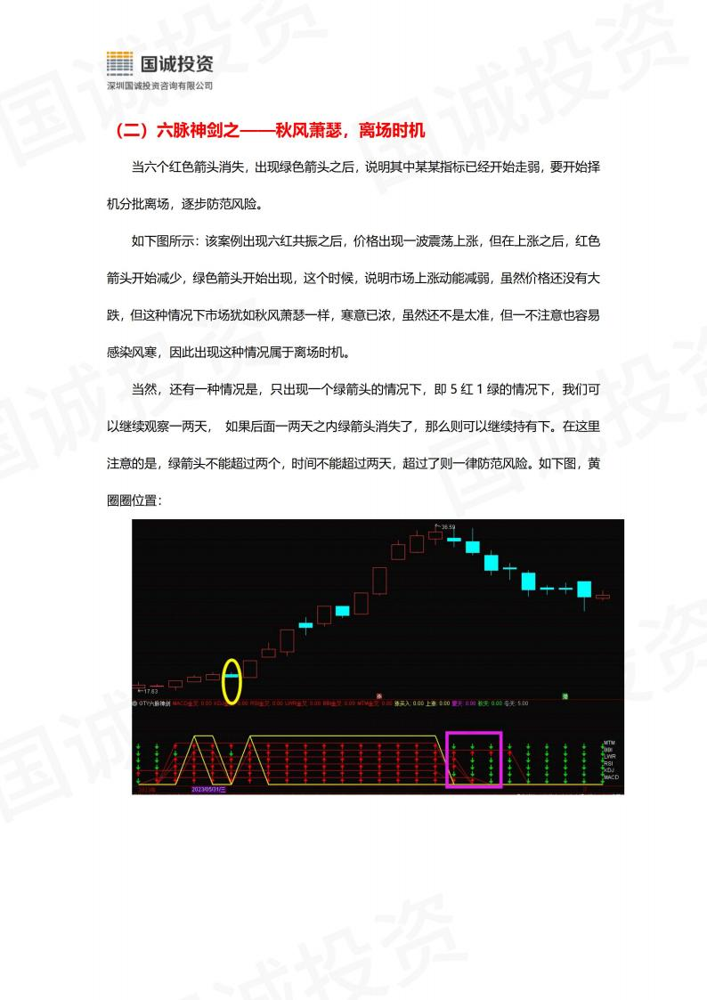 国诚投资
深圳国诚投资咨询有限公司
（二）六脉神剑之——秋风萧瑟，离场时机
当六个红色箭头消失，出现绿色箭头之后，说明其中某某指标已经开始走弱，要开始择
机分批离场，逐步防范风险。
如下图所示：该案例出现六红共振之后，价格出现一波震荡上涨，但在上涨之后，红色
箭头开始减少，绿色箭头开始出现，这个时候，说明市场上涨动能减弱，虽然价格还没有大
跌，但这种情况下市场犹如秋风萧瑟一样，寒意已浓，虽然还不是太准，但一不注意也容易
感染风寒，因此出现这种情况属于离场时机。
当然，还有一种情况是，只出现一个绿箭头的情况下，即 5 红 1 绿的情况下，我们可
以继续观察一两天， 如果后面一两天之内绿箭头消失了，那么则可以继续持有下。在这里
注意的是，绿箭头不能超过两个，时间不能超过两天，超过了则一律防范风险。如下图，黄
圈圈位置：
36.59
17.63
涨
港
GTY六脉神剑 MACD金叉: 0.00 KDJ金叉: 0.00 RSI金叉: 0.00 LWR金叉: 0.00 BBI金叉: 0.00 MTM金叉: 0.00 涨买入: 0.00 上涨: 0.00 夏天: 0.00 秋天: 0.00 冬天: 5.00
MTM
BBI
LWR
RSI
KDJ
MACD
2023年
2023/05/31/三